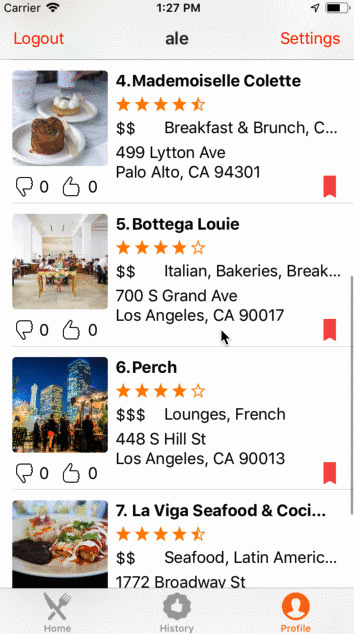 Carrier 1:27 PM
Logout ale Settings
4. Mademoiselle Colette
$$ Breakfast & Brunch, C...
499 Lytton Ave
Palo Alto, CA 94301
0 0
5. Bottega Louie
$$ Italian, Bakeries, Break...
700 S Grand Ave
Los Angeles, CA 90017
0 0
6. Perch
$$$ Lounges, French
448 S Hill St
Los Angeles, CA 90013
0 0
7. La Viga Seafood & Coci...
$$ Seafood, Latin Americ...
1772 Broadway St
Home History Profile